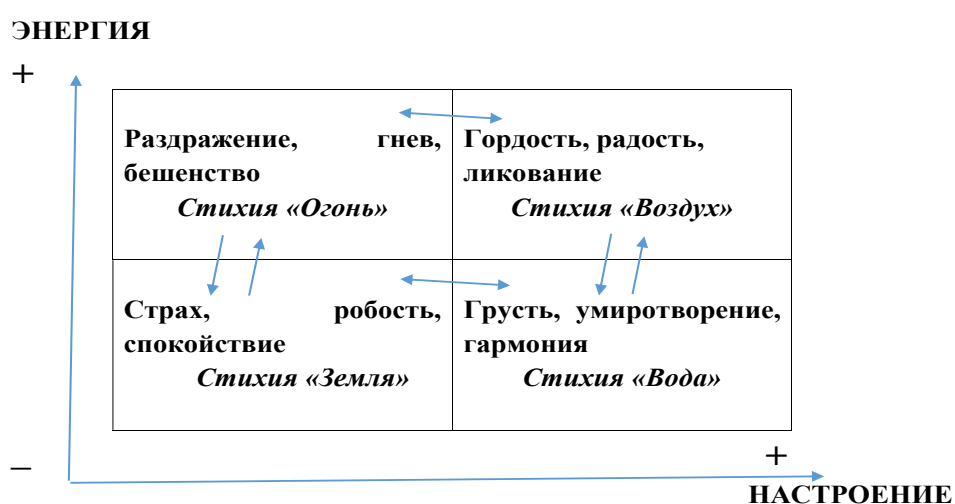 ЭНЕРГИЯ
+
Раздражение, гнев,
бешенство
Стихия «Огонь»
Гордость, радость,
ликование
Стихия «Воздух»
Страх, робость,
спокойствие
Стихия «Земля»
Грусть, умиротворение,
гармония
Стихия «Вода»
–
+
НАСТРОЕНИЕ